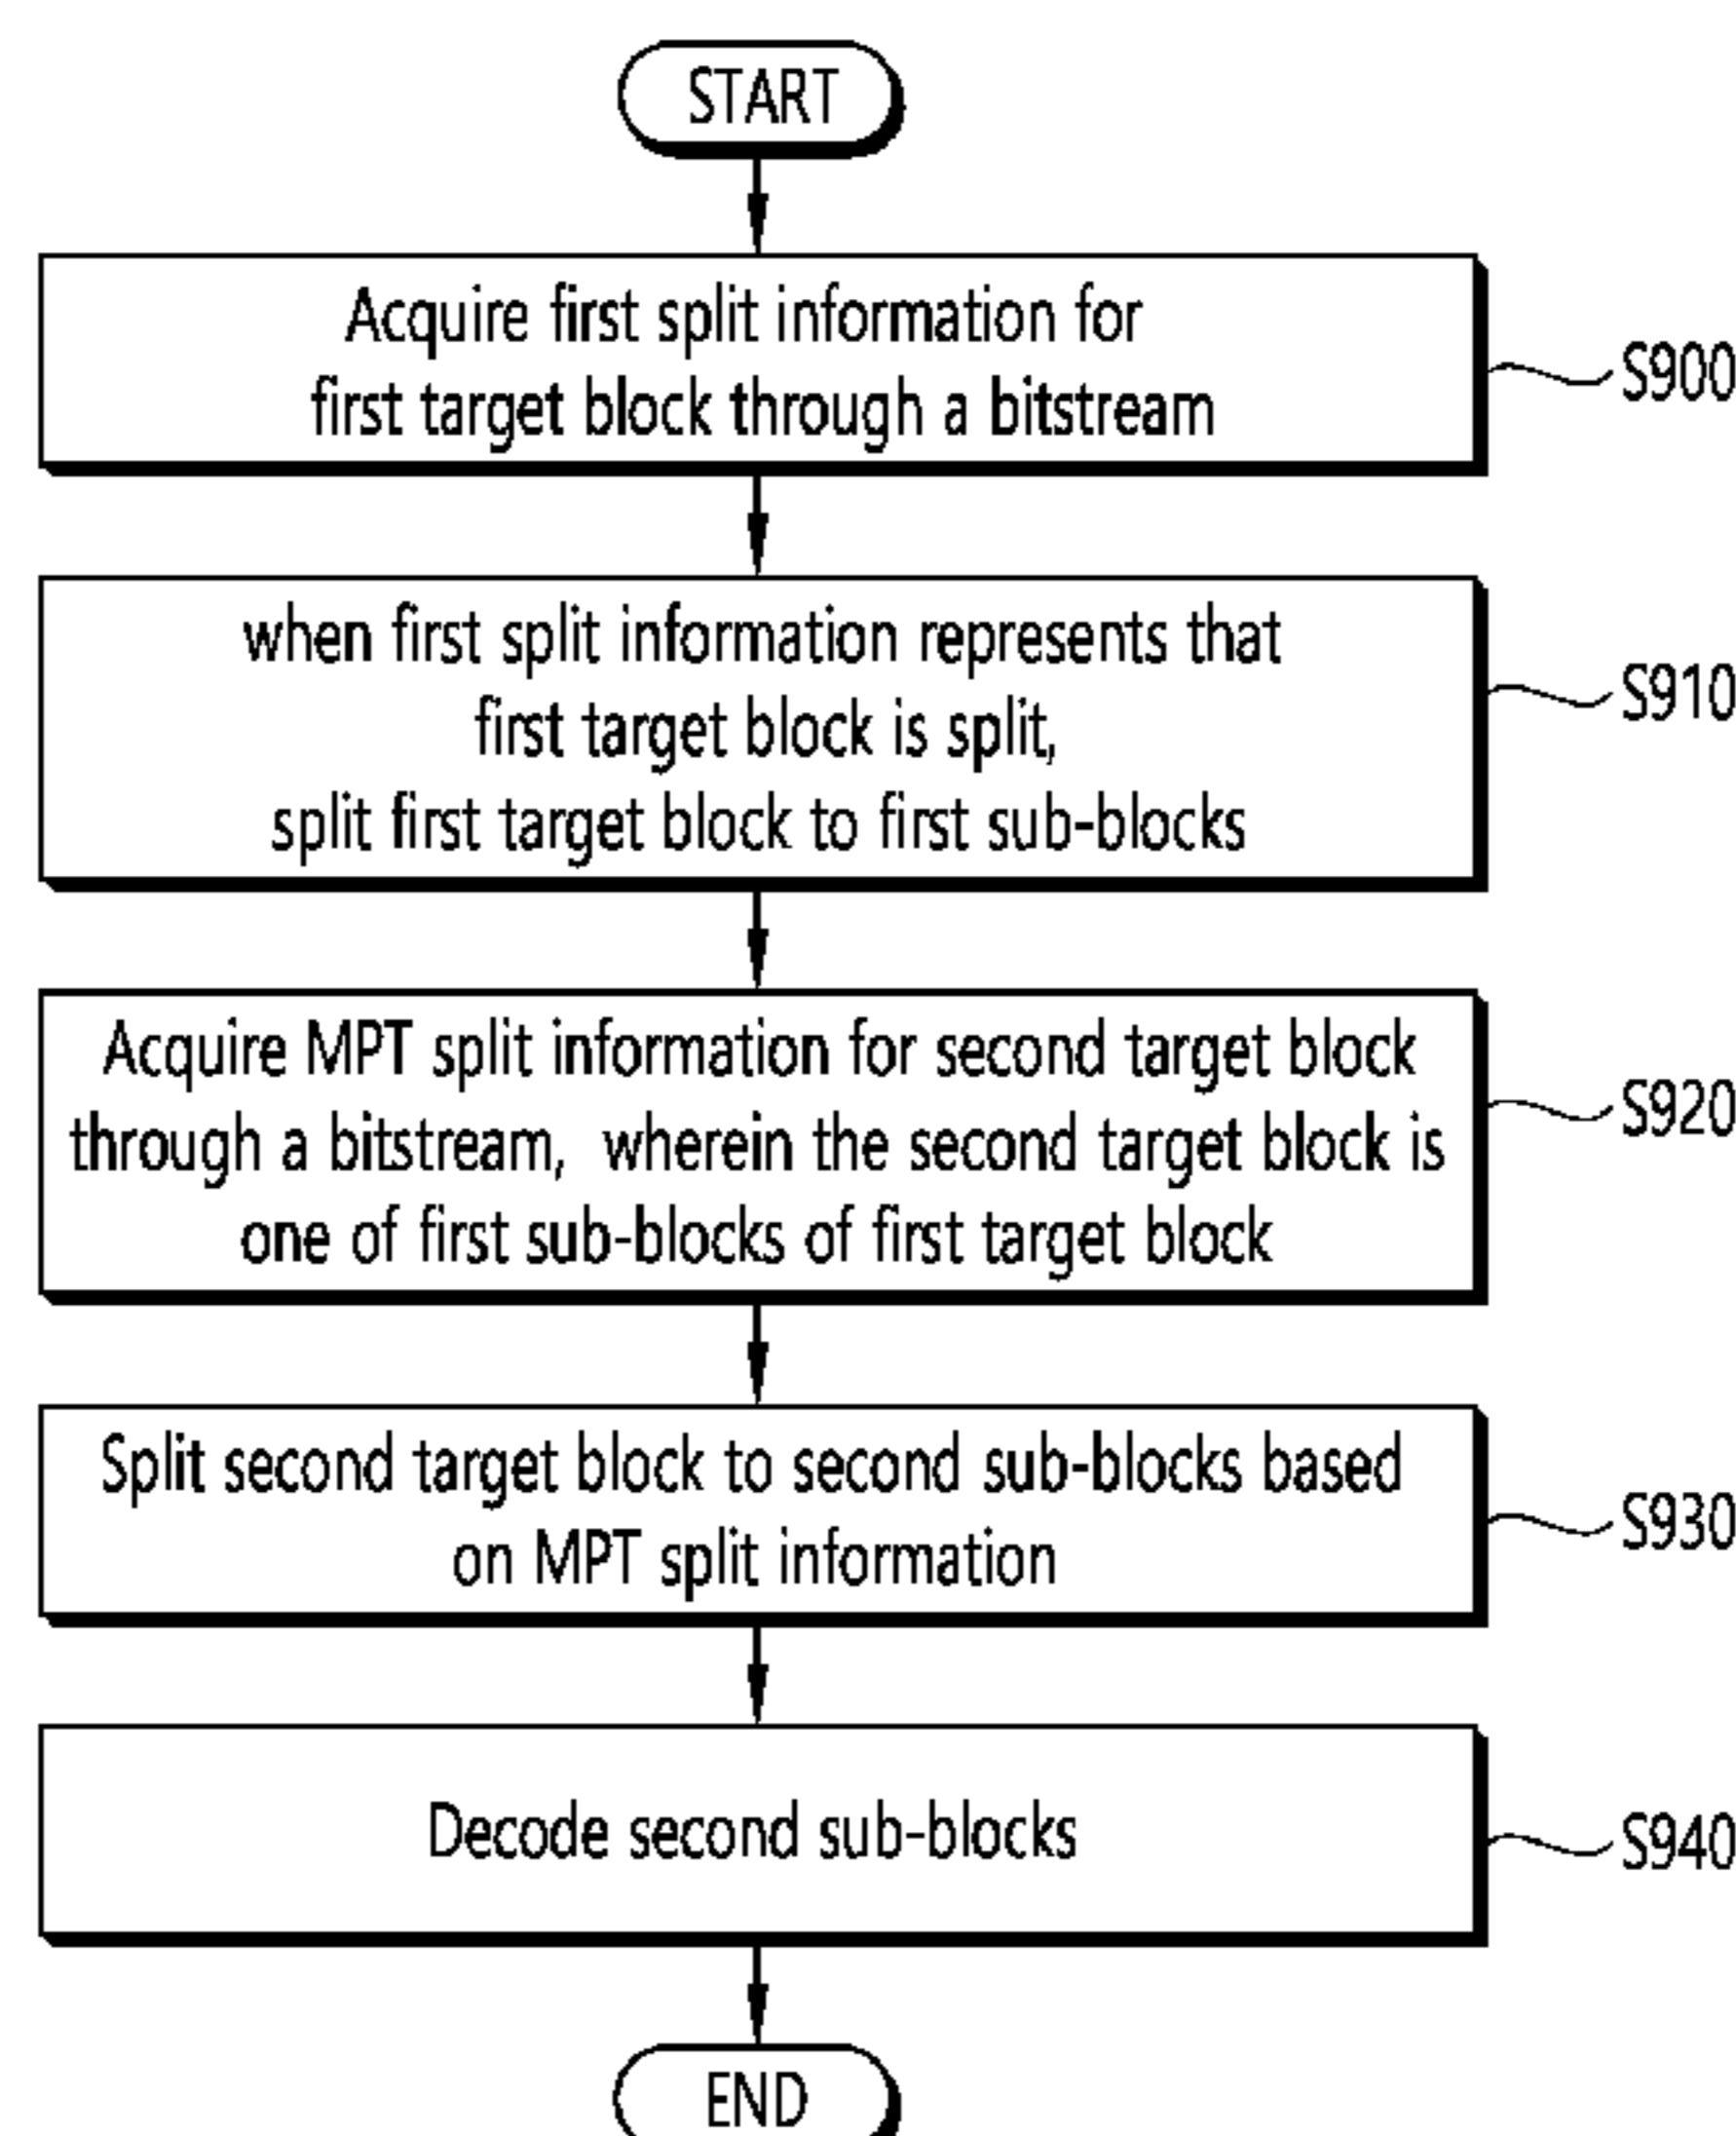 START
Acquire first split information for
first target block through a bitstream
S900
when first split information represents that
first target block is split,
split first target block to first sub-blocks
S910
Acquire MPT split information for second target block
through a bitstream, wherein the second target block is
one of first sub-blocks of first target block
S920
Split second target block to second sub-blocks based
on MPT split information
S930
Decode second sub-blocks
S940
END